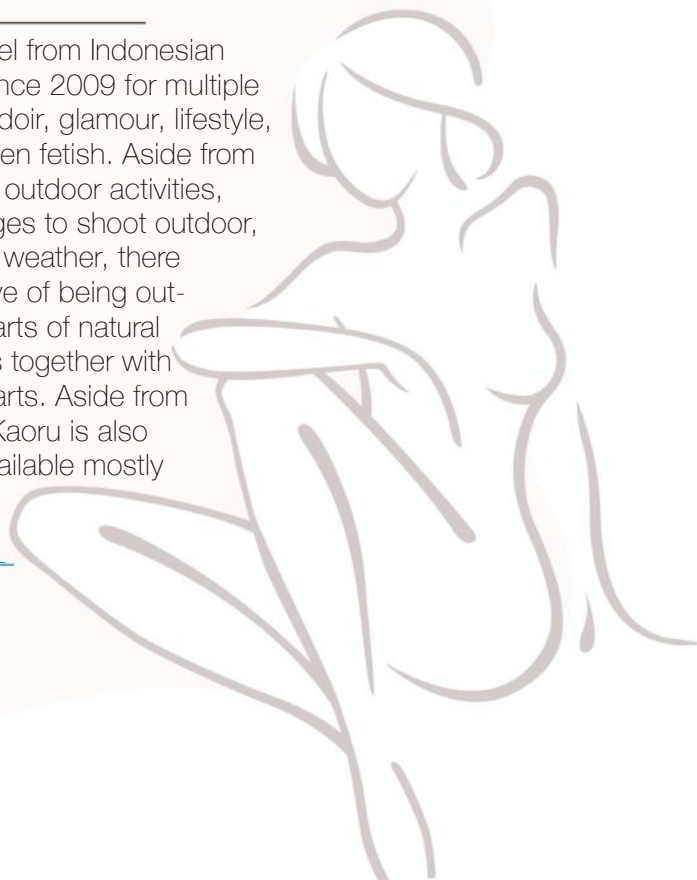 el from Indonesian
nce 2009 for multiple
doir, glamour, lifestyle,
en fetish. Aside from
outdoor activities,
ges to shoot outdoor,
weather, there
ve of being out-
arts of natural
s together with
arts. Aside from
Kaoru is also
ailable mostly